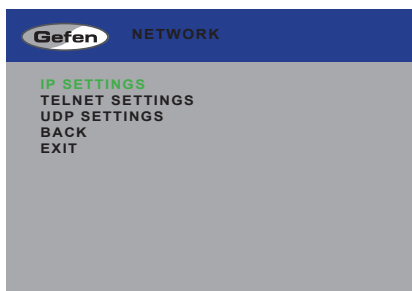 Gefen NETWORK
IP SETTINGS
TELNET SETTINGS
UDP SETTINGS
BACK
EXIT